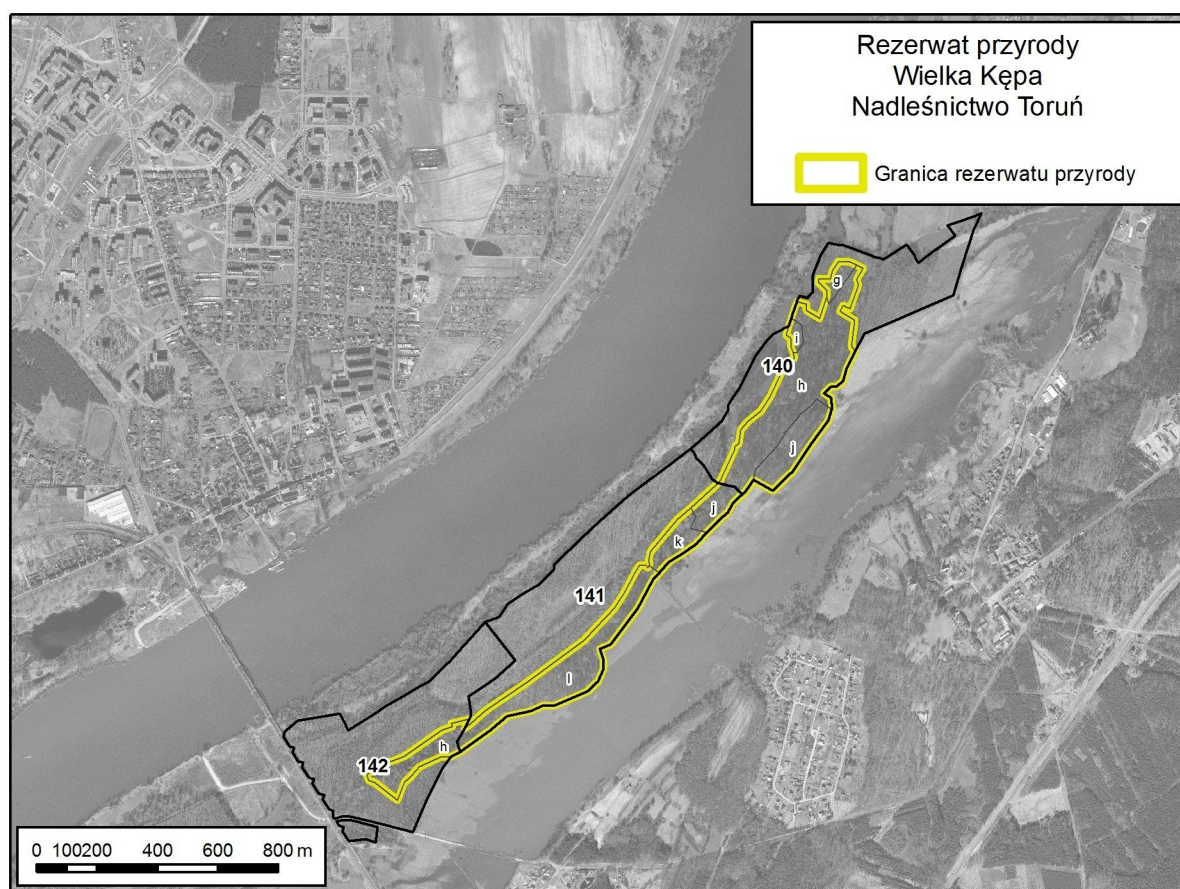 Rezerwat przyrody
Wielka Kępa
Nadleśnictwo Toruń
Granica rezerwatu przyrody
g
i
140
h
j
j
k
141
l
h
142
0 100200 400 600 800 m